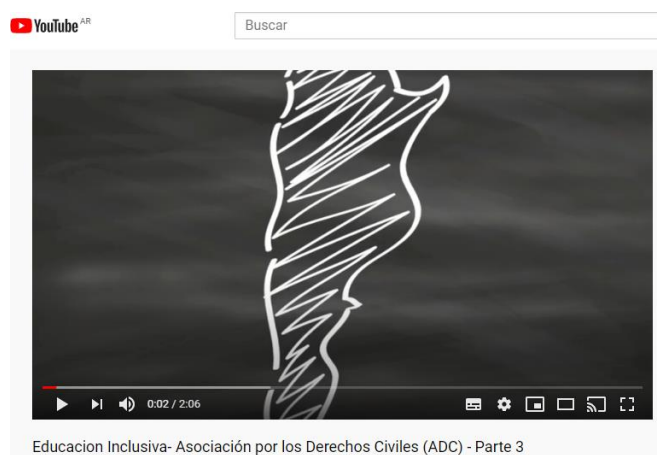 YouTube AR
Buscar
0:02 / 2:06
Educacion Inclusiva- Asociación por los Derechos Civiles (ADC) - Parte 3